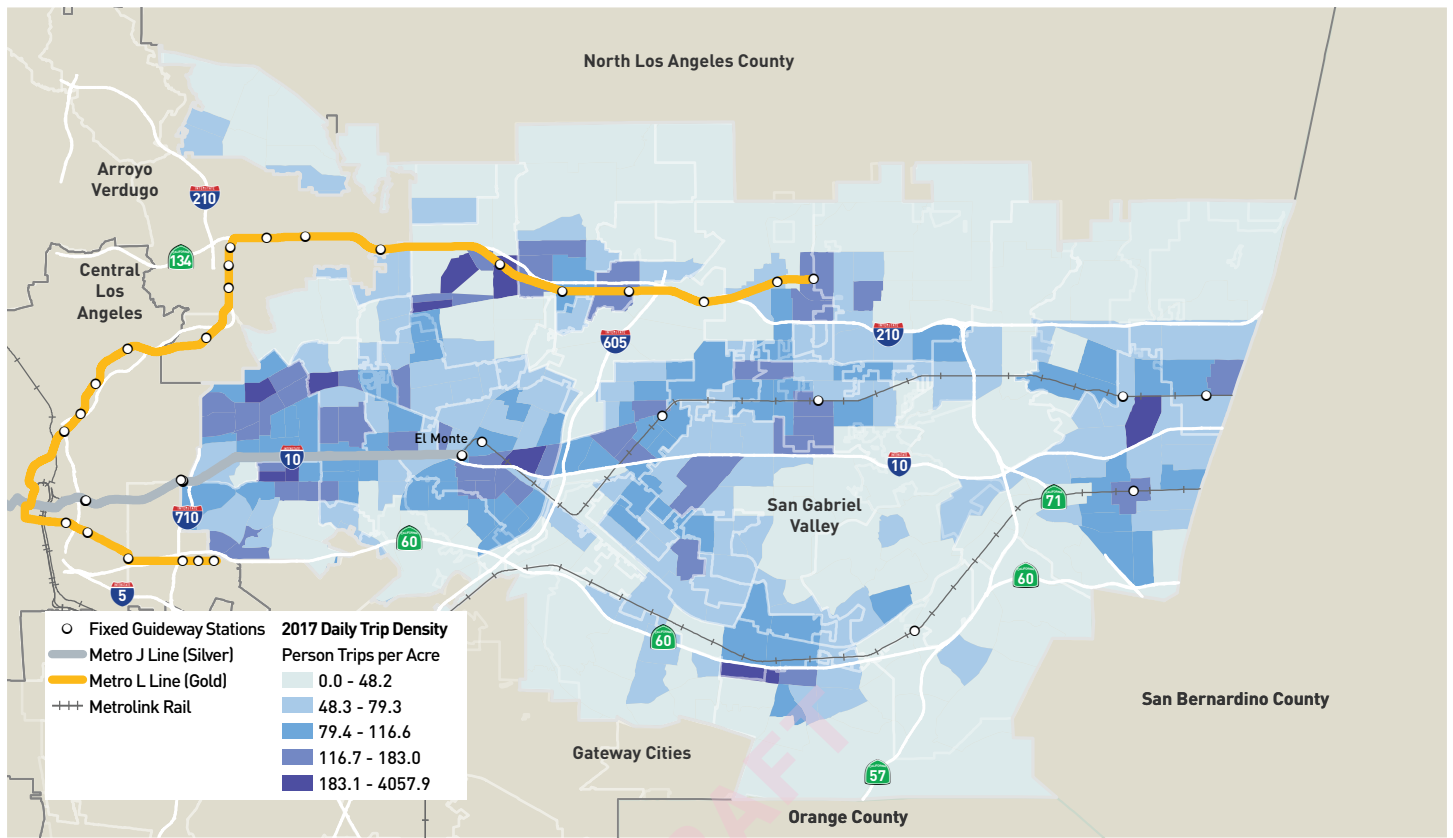 North Los Angeles County
Arroyo
Verdugo
210
134
Central
Los
Angeles
605
210
El Monte
10
10
San Gabriel
Valley
71
710
60
60
5
60
Fixed Guideway Stations
Metro J Line (Silver)
Metro L Line (Gold)
Metrolink Rail
2017 Daily Trip Density
Person Trips per Acre
0.0 - 48.2
48.3 - 79.3
79.4 - 116.6
116.7 - 183.0
183.1 - 4057.9
San Bernardino County
Gateway Cities
57
Orange County